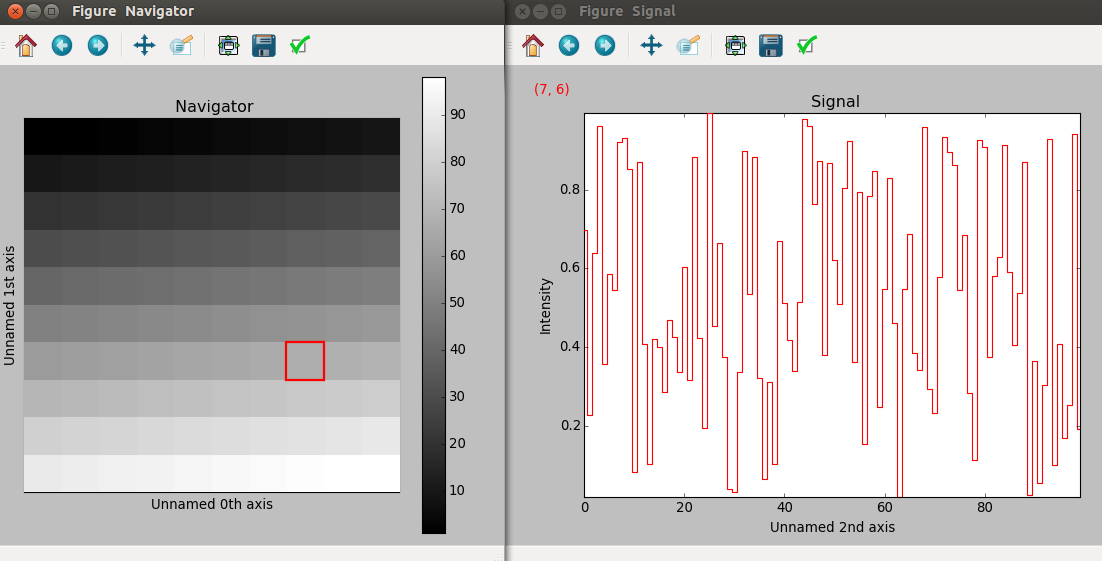 Figure Navigator
Navigator
Unnamed 1st axis
Unnamed 0th axis
90
80
70
60
50
40
30
20
10
Figure Signal
(7, 6)
Signal
Intensity
0.8
0.6
0.4
0.2
0
20
40
60
80
Unnamed 2nd axis